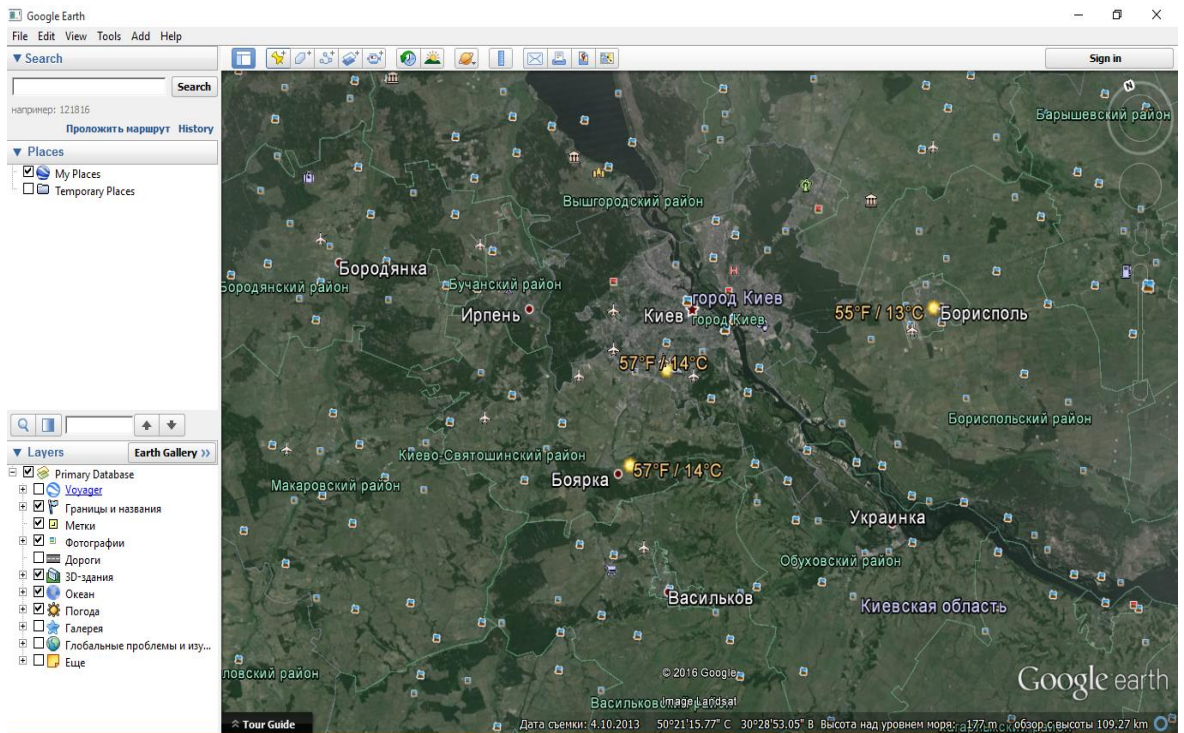 Google Earth
File Edit View Tools Add Help
Search
Sign in
Search
например: 121816
Проложить маршрут History
Places
My Places
Temporary Places
Layers
Earth Gallery >>
Primary Database
Voyager
Границы и названия
Метки
Фотографии
Дороги
3D-здания
Океан
Погода
Галерея
Глобальные проблемы и изу...
Еще
N
Барышевский район
Вышгородский район
Бородянка
Бородянский район
Бучанский район
город Киев
Ирпень
Киев
город Киев
55°F / 13°C
Борисполь
57°F / 14°C
Бориспольский район
Киево-Святошинский район
Боярка
57°F / 14°C
Макаровский район
Украинка
Обуховский район
Васильков
Киевская область
ловский район
© 2016 Google
Google earth
Васильковский
Image Landsat
Tour Guide
Дата съемки: 4.10.2013 50°21'15.77" С 30°28'53.05" В Высота над уровнем моря: 177 m обзор с высоты 109.27 km